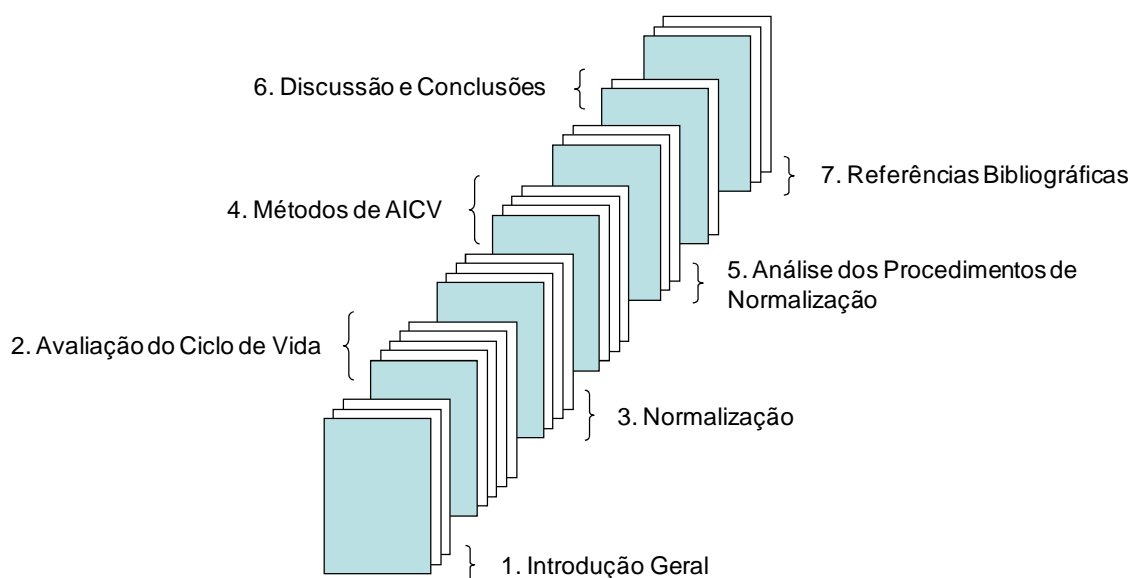 6. Discussão e Conclusões
7. Referências Bibliográficas
4. Métodos de AICV
5. Análise dos Procedimentos de
Normalização
2. Avaliação do Ciclo de Vida
3. Normalização
1. Introdução Geral